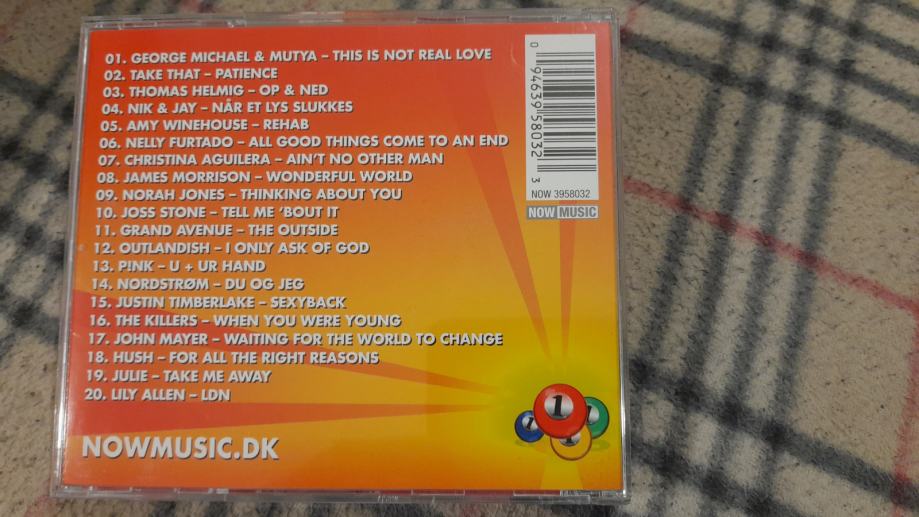 01. GEORGE MICHAEL & MUTYA – THIS IS NOT REAL LOVE
02. TAKE THAT – PATIENCE
03. THOMAS HELMIG – OP & NED
04. NIK & JAY – NÅR ET LYS SLUKKES
05. AMY WINEHOUSE – REHAB
06. NELLY FURTADO – ALL GOOD THINGS COME TO AN END
07. CHRISTINA AGUILERA – AIN'T NO OTHER MAN
08. JAMES MORRISON – WONDERFUL WORLD
09. NORAH JONES – THINKING ABOUT YOU
10. JOSS STONE – TELL ME 'BOUT IT
11. GRAND AVENUE – THE OUTSIDE
12. OUTLANDISH – I ONLY ASK OF GOD
13. P!NK – U + UR HAND
14. NORDSTRØM – DU OG JEG
15. JUSTIN TIMBERLAKE – SEXYBACK
16. THE KILLERS – WHEN YOU WERE YOUNG
17. JOHN MAYER – WAITING FOR THE WORLD TO CHANGE
18. HUSH – FOR ALL THE RIGHT REASONS
19. JULIE – TAKE ME AWAY
20. LILY ALLEN – LDN
0 94639 58032 3
NOW 3958032
NOW MUSIC
1
1
1
1
NOWMUSIC.DK